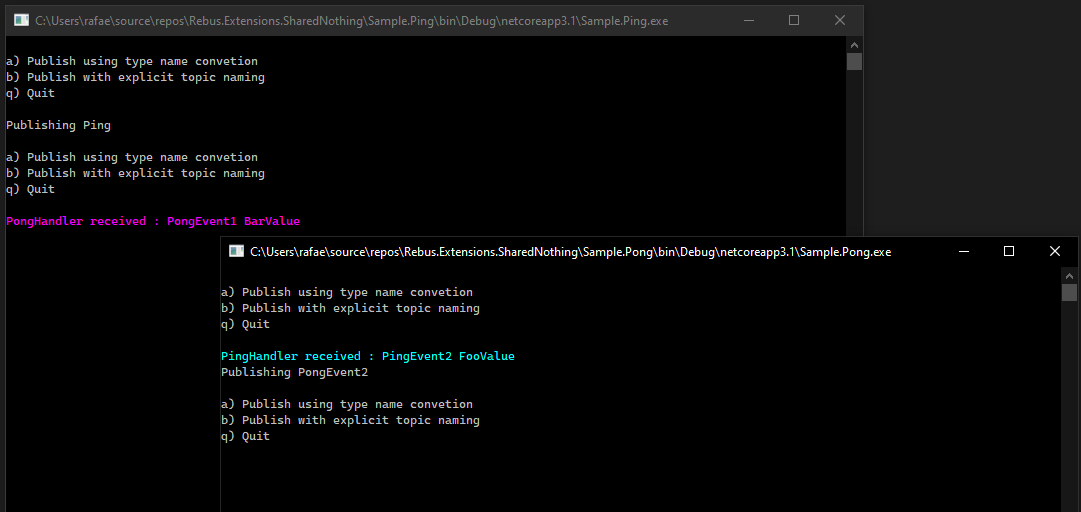 C:\Users\rafae\source\repos\Rebus.Extensions.SharedNothing\Sample.Ping\bin\Debug\netcoreapp3.1\Sample.Ping.exe
a) Publish using type name convetion
b) Publish with explicit topic naming
q) Quit
Publishing Ping
a) Publish using type name convetion
b) Publish with explicit topic naming
q) Quit
PongHandler received : PongEvent1 BarValue
C:\Users\rafae\source\repos\Rebus.Extensions.SharedNothing\Sample.Pong\bin\Debug\netcoreapp3.1\Sample.Pong.exe
a) Publish using type name convetion
b) Publish with explicit topic naming
q) Quit
PingHandler received : PingEvent2 FooValue
Publishing PongEvent2
a) Publish using type name convetion
b) Publish with explicit topic naming
q) Quit